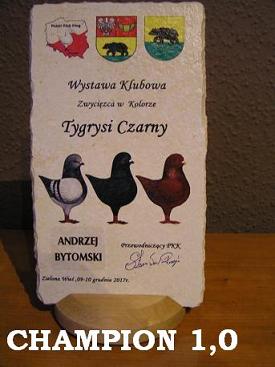 Wystawa Klubowa
Zwycięzca w Kolorze
Tygrysi Czarny
ANDRZEJ
BYTOMSKI
Przewodniczący PKK
Zielona Wieś ,09-10 grudnia 2017r.
CHAMPION 1,0